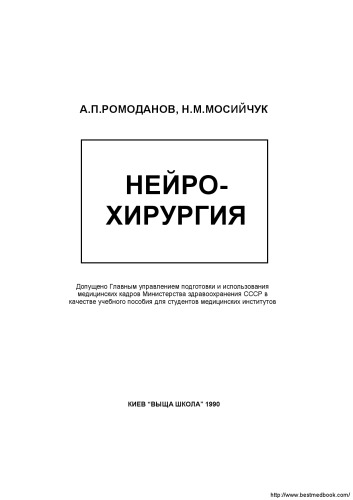 А.П.РОМОДАНОВ, Н.М.МОСИЙЧУК
НЕЙРО-
ХИРУРГИЯ
Допущено Главным управлением подготовки и использования
медицинских кадров Министерства здравоохранения СССР в
качестве учебного пособия для студентов медицинских институтов
КИЕВ "ВЫЩА ШКОЛА" 1990
http://www.bestmedbook.com/